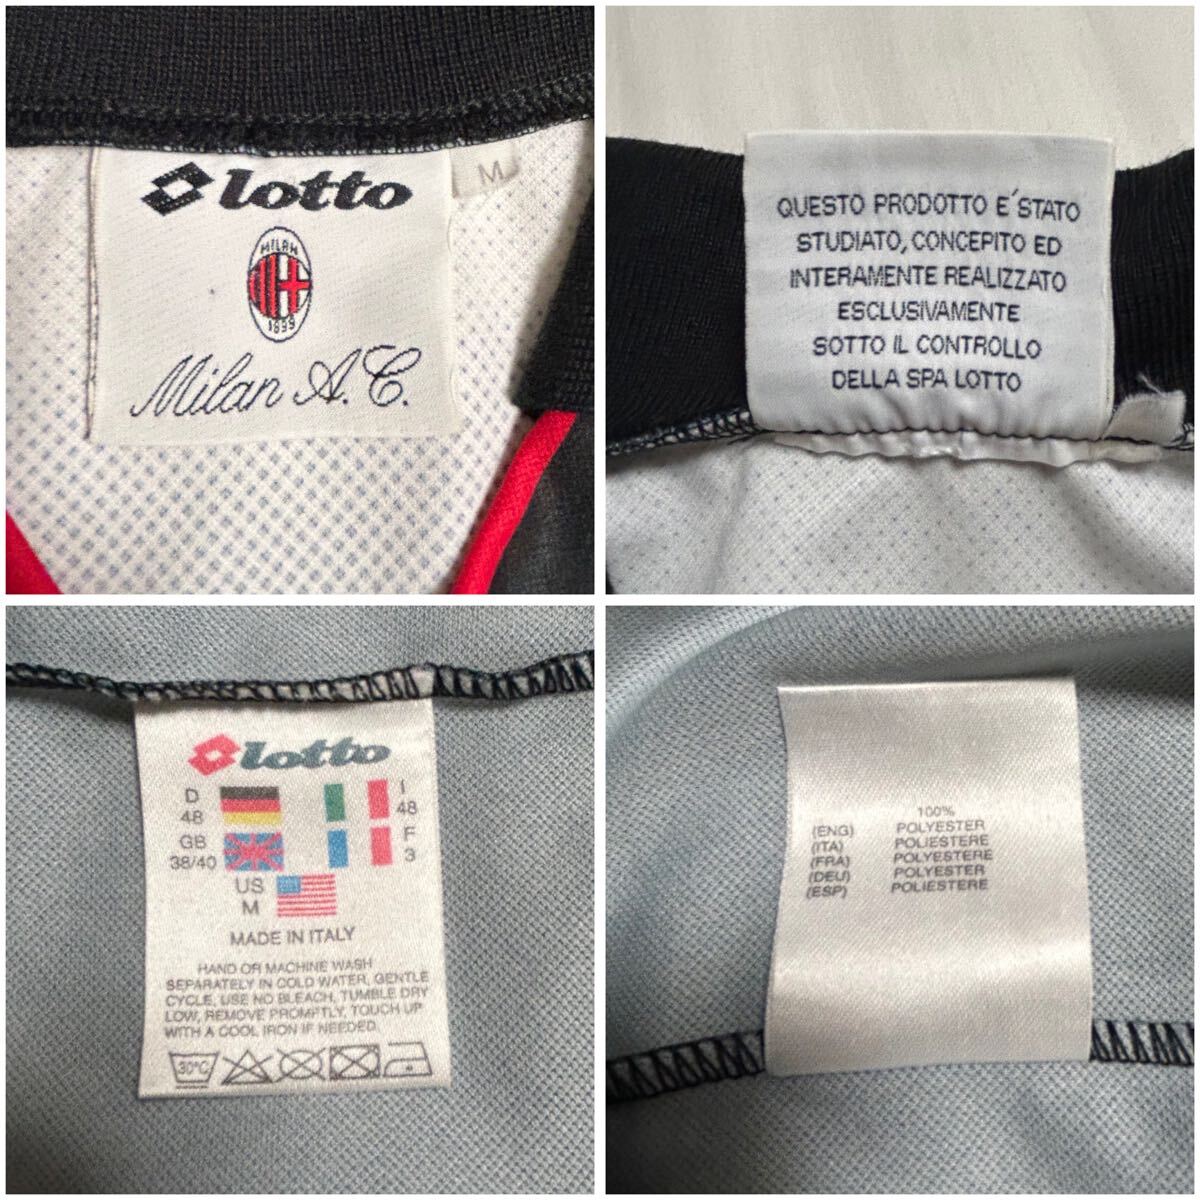 lotto
M
MILAN
1899
Milan A.C.
QUESTO PRODOTTO E´ STATO
STUDIATO, CONCEPITO ED
INTERAMENTE REALIZZATO
ESCLUSIVAMENTE
SOTTO IL CONTROLLO
DELLA SPA LOTTO
lotto
D
48
I
48
GB
38/40
F
3
US
M
MADE IN ITALY
HAND OR MACHINE WASH
SEPARATELY IN COLD WATER, GENTLE
CYCLE, USE NO BLEACH, TUMBLE DRY
LOW, REMOVE PROMPTLY, TOUCH UP
WITH A COOL IRON IF NEEDED.
30°C
100%
(ENG) POLYESTER
(ITA) POLIESTERE
(FRA) POLYESTERE
(DEU) POLYESTER
(ESP) POLIESTERE